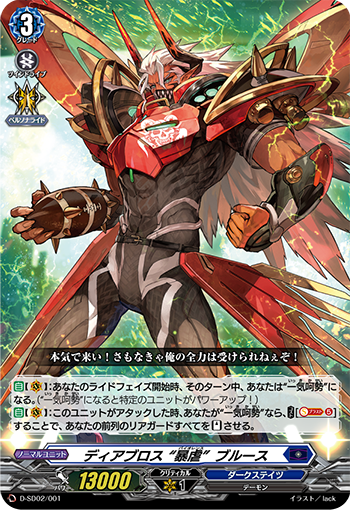 3
グレード
ツインドライブ
ペルソナライド
本気で来い！さもなきゃ俺の全力は受けられねぇぞ！
自【(V)】：あなたのライドフェイズ開始時、そのターン中、あなたは“一気呵勢”に
なる。（“一気呵勢”になると特定のユニットがパワーアップ！）
自【(V)】：このユニットがアタックした時、あなたが“一気呵勢”なら、【ブラスト(5)】
することで、あなたの前列のリアガードすべてをスタンドさせる。
ノーマルユニット
ディアブロス “暴虐” ブルース
パワー 13000
クリティカル 1
ダークステイツ
デーモン
D-SD02/001
イラスト／lack